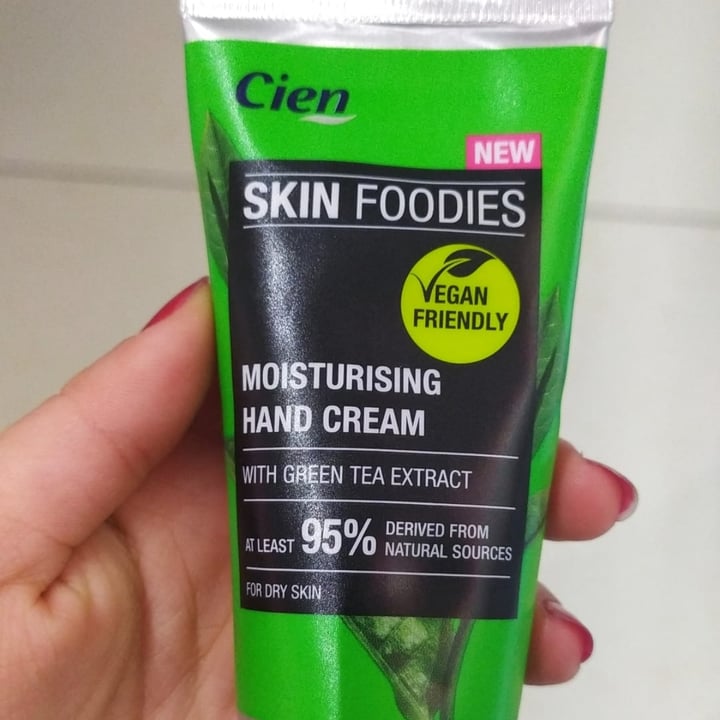 Cien
NEW
SKIN FOODIES
VEGAN
FRIENDLY
MOISTURISING
HAND CREAM
WITH GREEN TEA EXTRACT
AT LEAST 95% DERIVED FROM
NATURAL SOURCES
FOR DRY SKIN